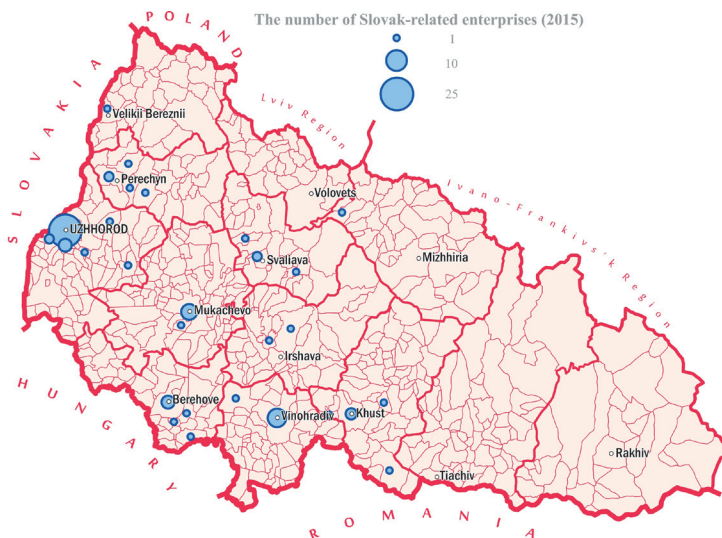 The number of Slovak-related enterprises (2015)
1
10
25
POLAND
SLOVAKIA
Lviv Region
Ivano-Frankivs'k Region
HUNGARY
ROMANIA
Velikii Bereznii
Perechyn
Volovets
UZHHOROD
Svaliava
Mizhhiria
Mukachevo
Irshava
Berehove
Vinohradiv
Khust
Rakhiv
Tiachiv